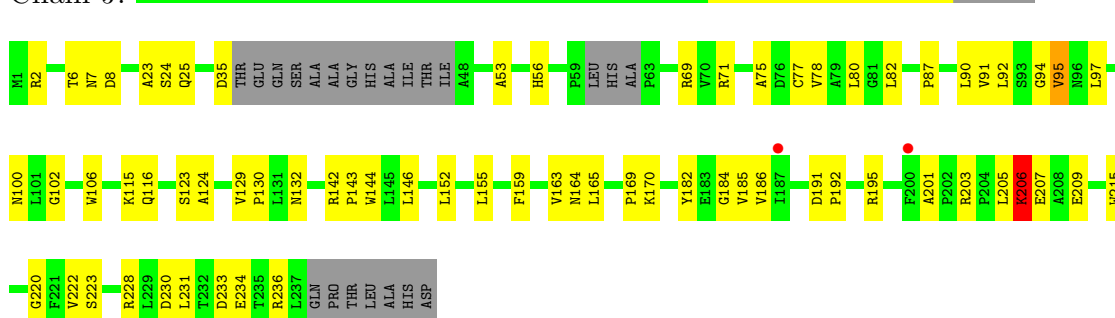 M1 R2 T6 N7 D8 A23 S24 Q25 D35 THR GLU GLN SER ALA ALA GLY HIS ALA ILE THR ILE A48 A53 H56 P59 LEU HIS ALA P63 R69 V70 R71 A75 D76 C77 V78 A79 L80 G81 L82 P87 L90 V91 L92 S93 G94 V95 N96 L97
N100 L101 G102 W106 K115 Q116 S123 A124 V129 P130 L131 N132 R142 P143 W144 L145 L146 L152 L155 F159 V163 N164 L165 P169 K170 Y182 E183 G184 V185 V186 I187 D191 P192 R195 F200 A201 P202 R203 P204 L205 K206 E207 A208 E209 W215
G220 F221 V222 S223 R228 L229 D230 L231 T232 D233 E234 T235 R236 L237 GLN PRO THR LEU ALA HIS ASP